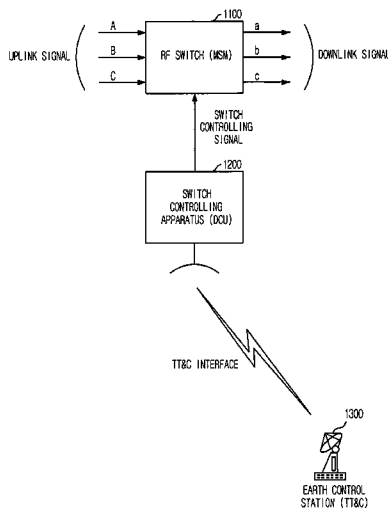 1100
A
a
UPLINK SIGNAL
B
RF SWITCH (MSM)
b
DOWNLINK SIGNAL
C
c
SWITCH
CONTROLLING
SIGNAL
1200
SWITCH
CONTROLLING
APPARATUS (DCU)
TT&C INTERFACE
1300
EARTH CONTROL
STATION (TT&C)